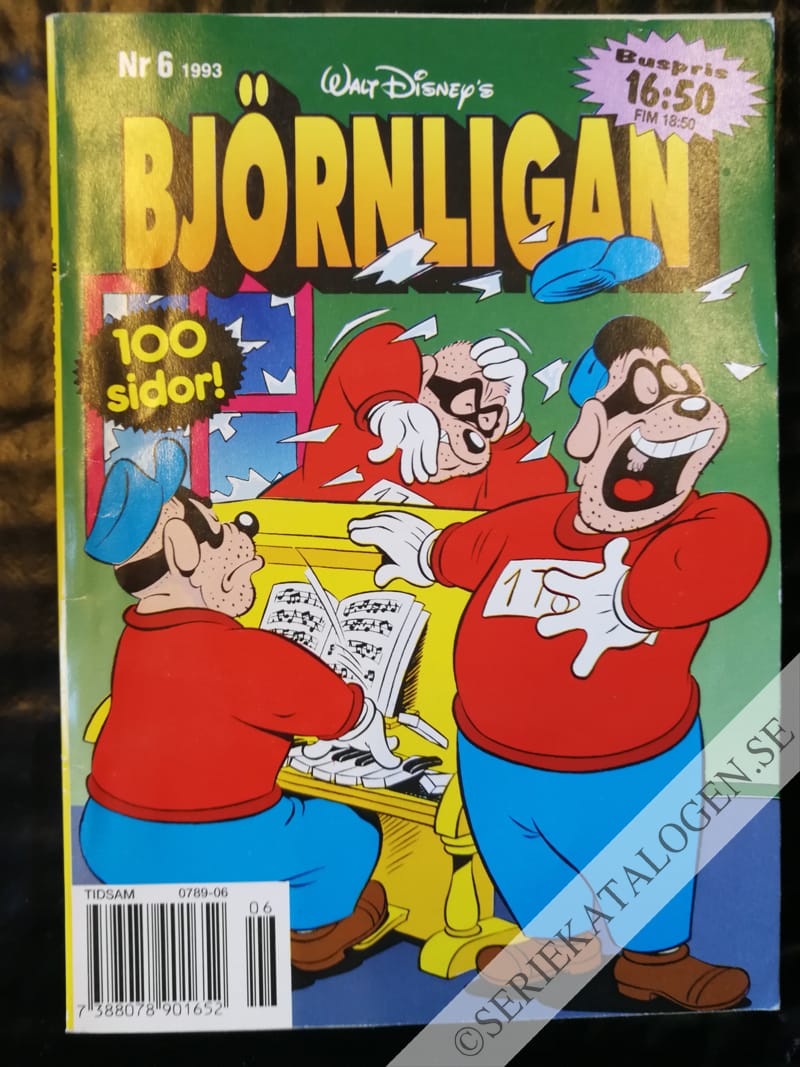 Nr 6 1993
WALT DISNEY'S
BJÖRNLIGAN
Buspris
16:50
FIM 18:50
100
sidor!
TIDSAM 0789-06
06
7 388078 901652
©SERIEKATALOGEN.SE